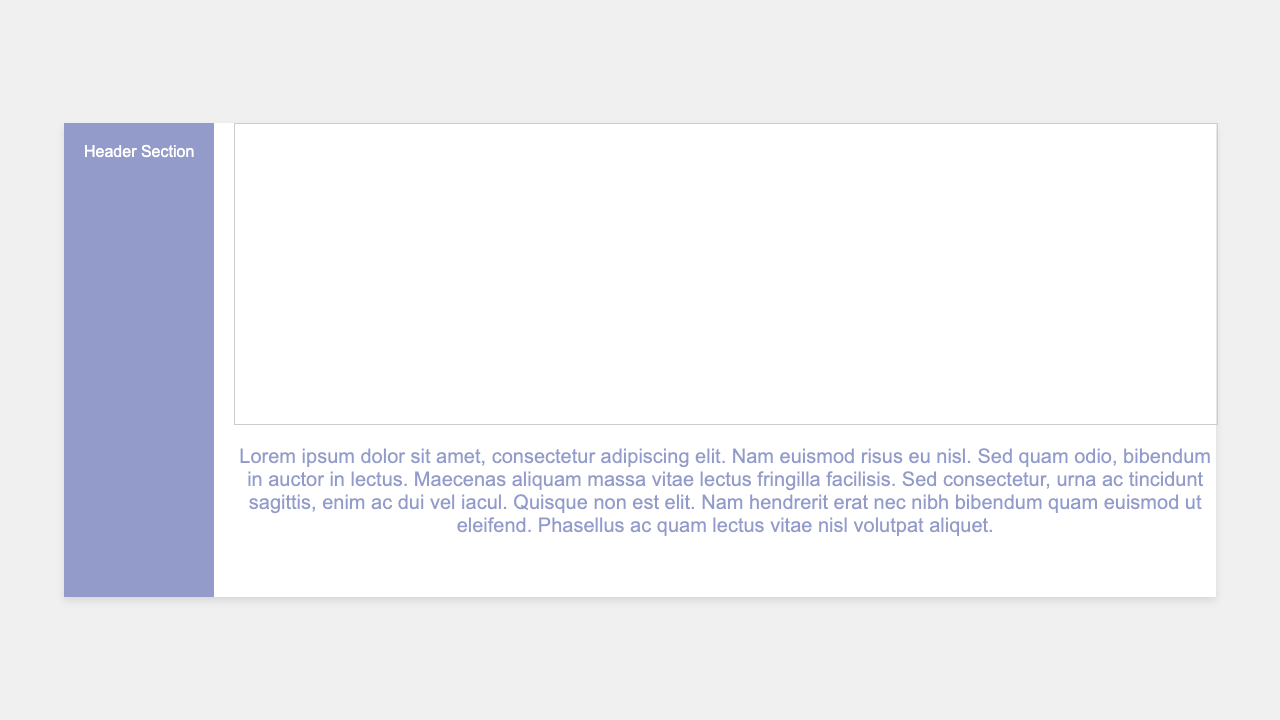 Header Section
Lorem ipsum dolor sit amet, consectetur adipiscing elit. Nam euismod risus eu nisl. Sed quam odio, bibendum
in auctor in lectus. Maecenas aliquam massa vitae lectus fringilla facilisis. Sed consectetur, urna ac tincidunt
sagittis, enim ac dui vel iacul. Quisque non est elit. Nam hendrerit erat nec nibh bibendum quam euismod ut
eleifend. Phasellus ac quam lectus vitae nisl volutpat aliquet.